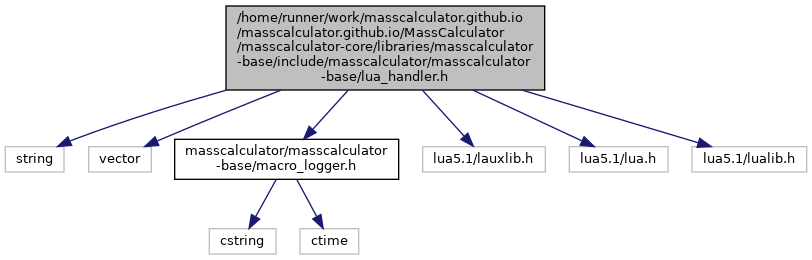 /home/runner/work/masscalculator.github.io
/masscalculator.github.io/MassCalculator
/masscalculator-core/libraries/masscalculator
-base/include/masscalculator/masscalculator
-base/lua_handler.h
string
vector
masscalculator/masscalculator
-base/macro_logger.h
lua5.1/lauxlib.h
lua5.1/lua.h
lua5.1/lualib.h
cstring
ctime